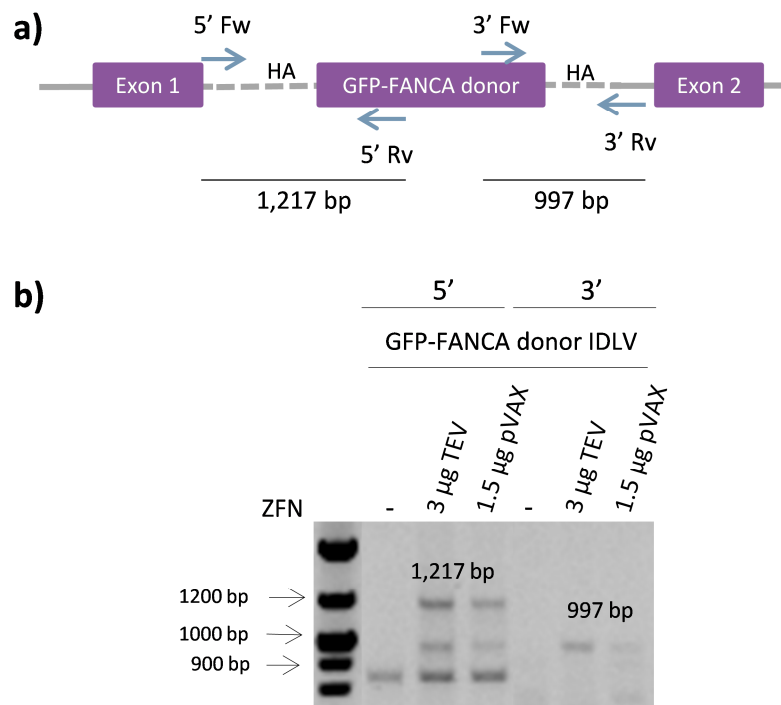 a)
5’ Fw
3’ Fw
HA
HA
Exon 1
GFP-FANCA donor
Exon 2
5’ Rv
3’ Rv
1,217 bp
997 bp
b)
5’
3’
GFP-FANCA donor IDLV
ZFN
-
3 µg TEV
1.5 µg pVAX
-
3 µg TEV
1.5 µg pVAX
1,217 bp
1200 bp
997 bp
1000 bp
900 bp